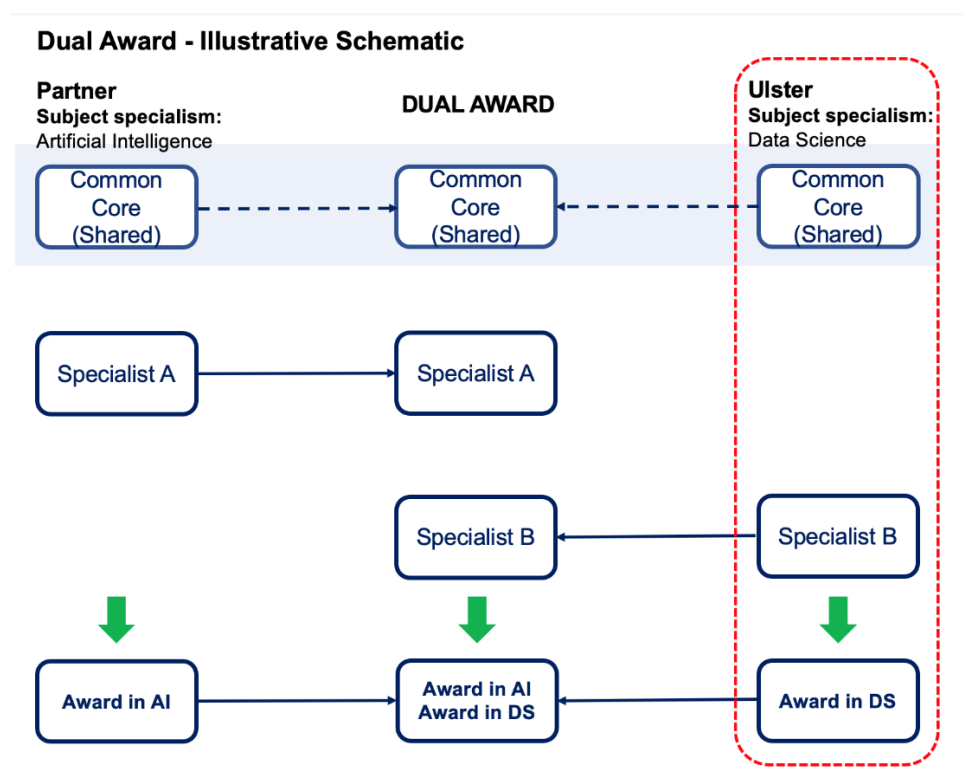 Dual Award - Illustrative Schematic
Partner
Subject specialism:
Artificial Intelligence
DUAL AWARD
Ulster
Subject specialism:
Data Science
Common
Core
(Shared)
Common
Core
(Shared)
Common
Core
(Shared)
Specialist A
Specialist A
Specialist B
Specialist B
Award in AI
Award in AI
Award in DS
Award in DS